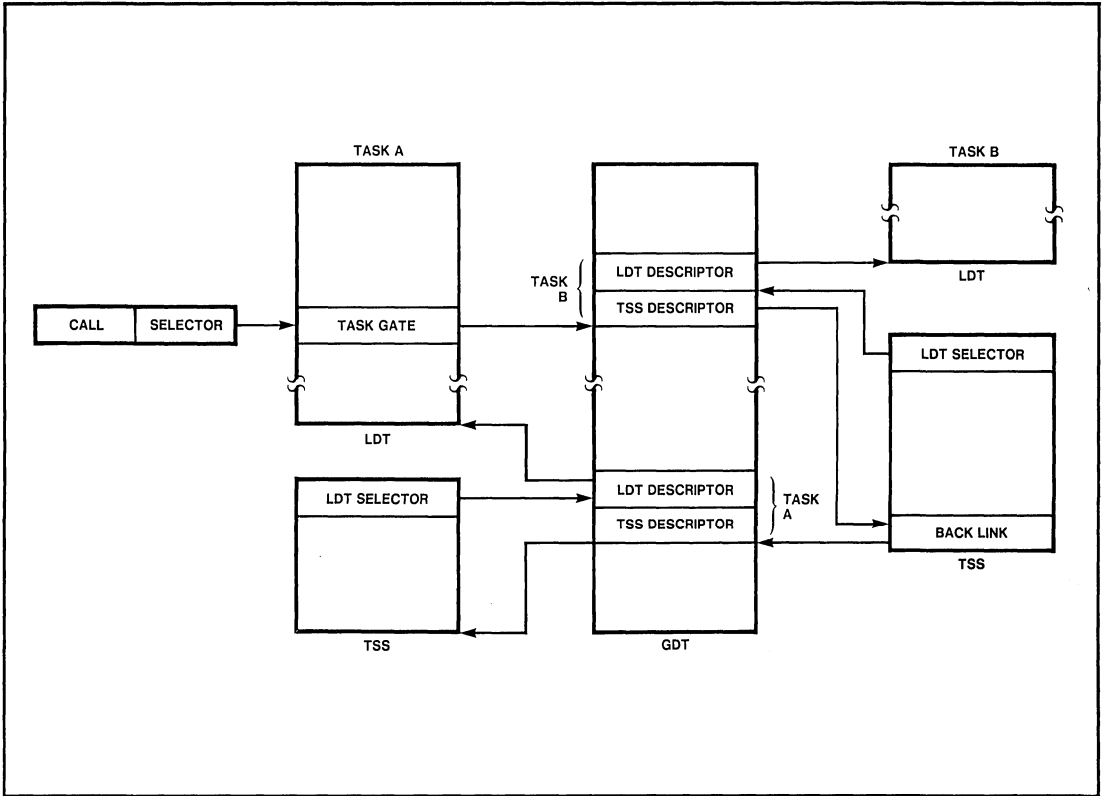 TASK A
TASK B
LDT DESCRIPTOR
TASK
B
LDT
TSS DESCRIPTOR
CALL
SELECTOR
TASK GATE
LDT SELECTOR
LDT
LDT SELECTOR
LDT DESCRIPTOR
TASK
A
TSS DESCRIPTOR
BACK LINK
TSS
TSS
GDT